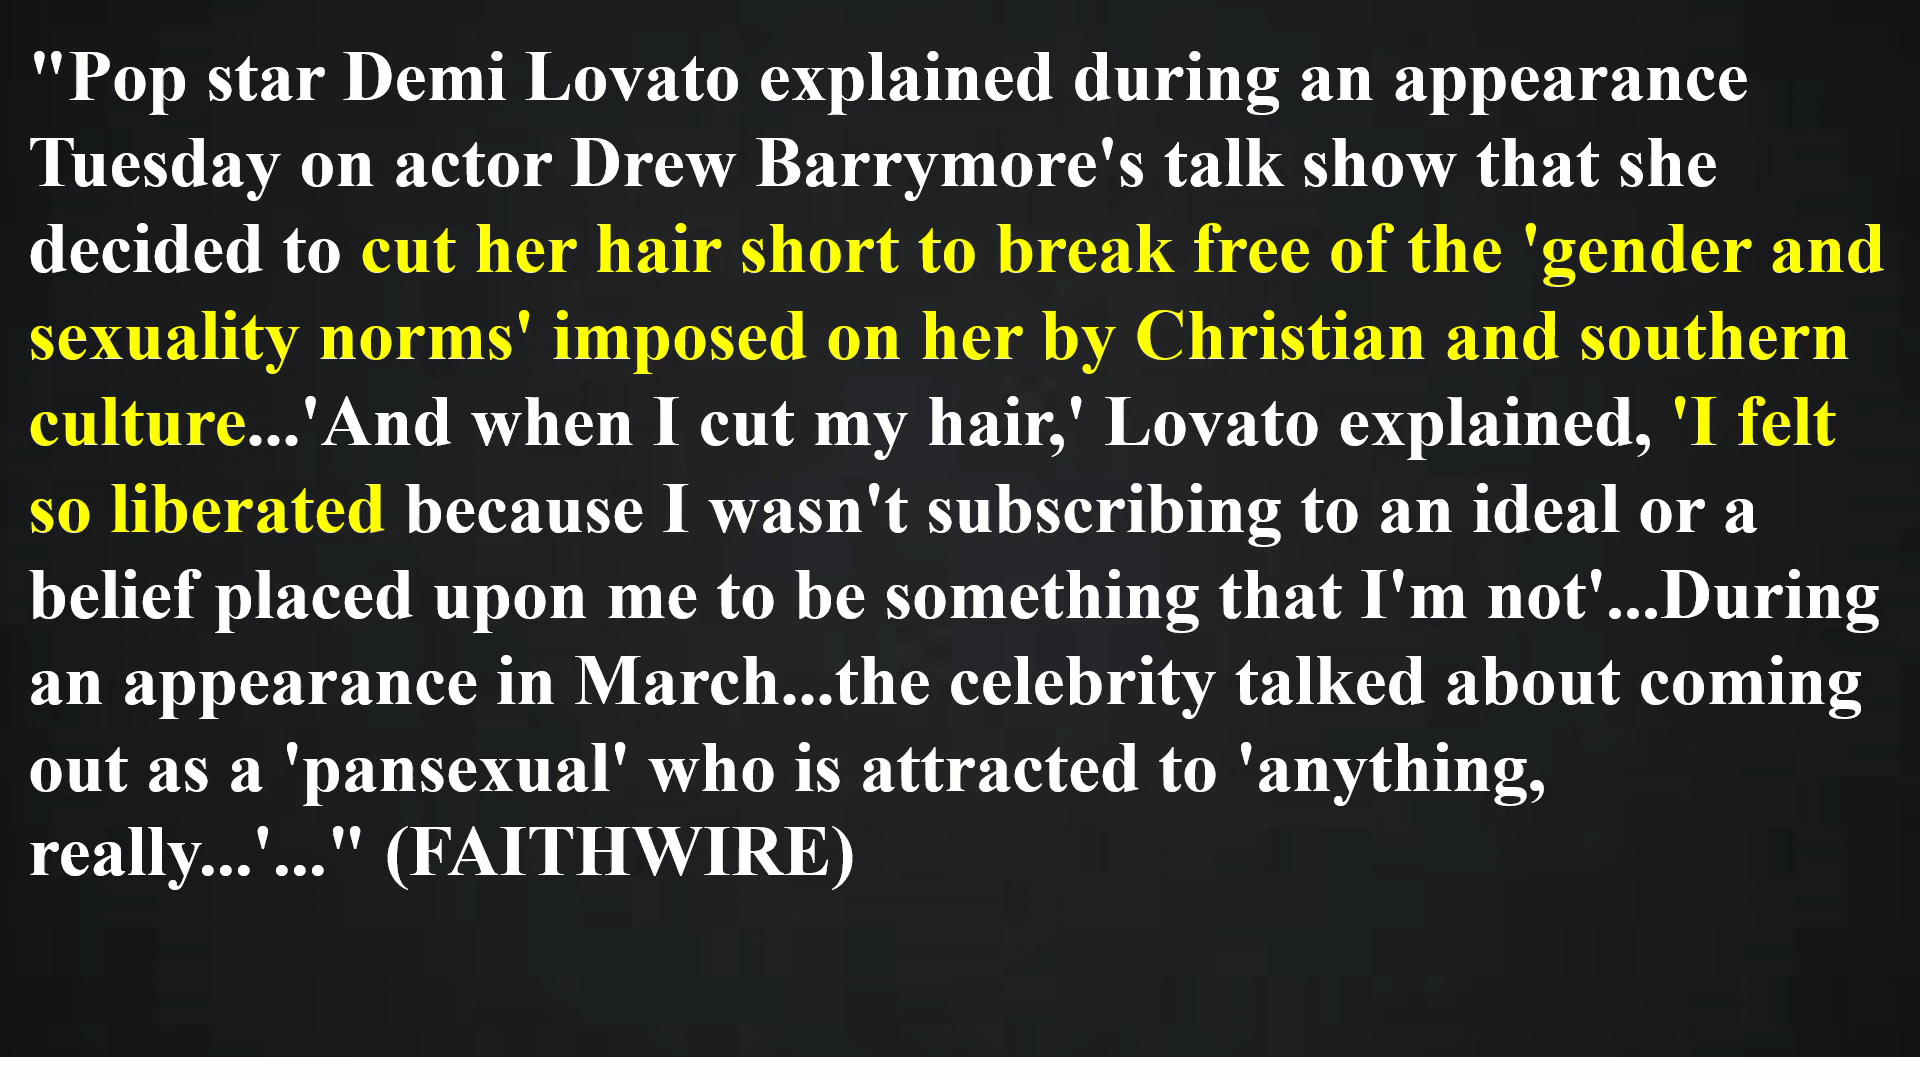 "Pop star Demi Lovato explained during an appearance
Tuesday on actor Drew Barrymore's talk show that she
decided to cut her hair short to break free of the 'gender and
sexuality norms' imposed on her by Christian and southern
culture...'And when I cut my hair,' Lovato explained, 'I felt
so liberated because I wasn't subscribing to an ideal or a
belief placed upon me to be something that I'm not'...During
an appearance in March...the celebrity talked about coming
out as a 'pansexual' who is attracted to 'anything,
really...'..." (FAITHWIRE)